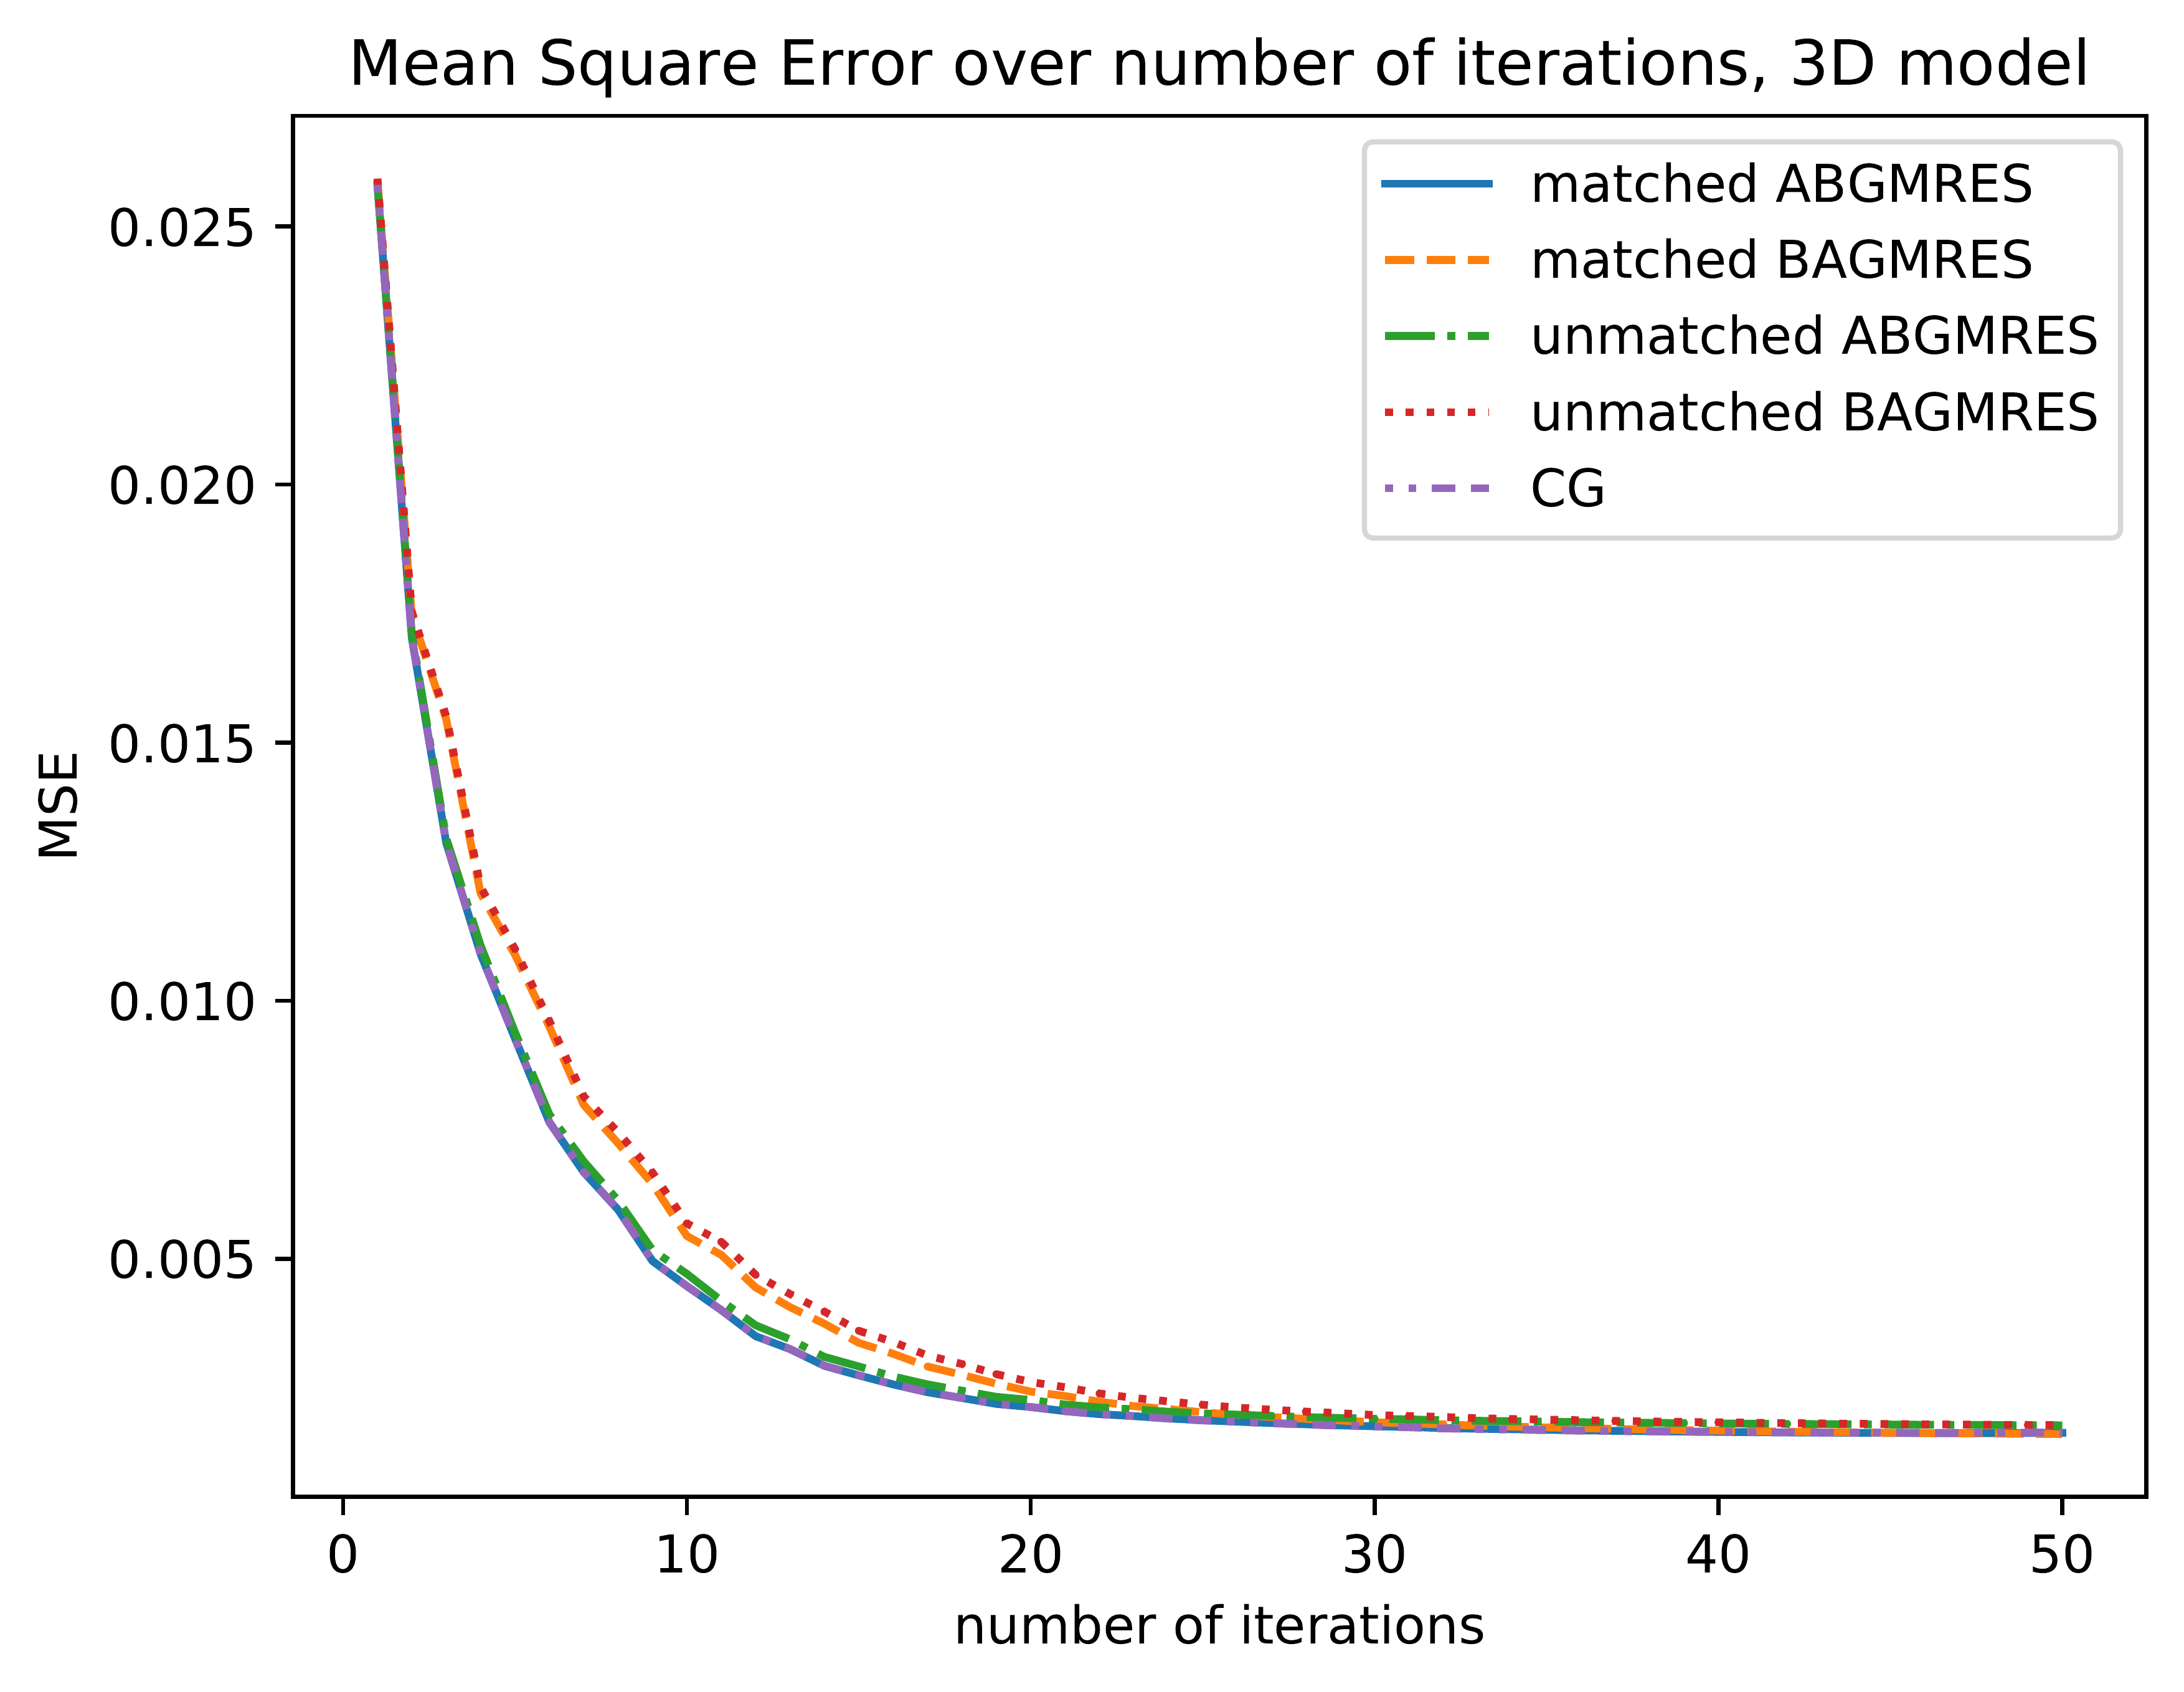 Mean Square Error over number of iterations, 3D model
matched ABGMRES
matched BAGMRES
unmatched ABGMRES
unmatched BAGMRES
CG
MSE
0.025
0.020
0.015
0.010
0.005
0 10 20 30 40 50
number of iterations